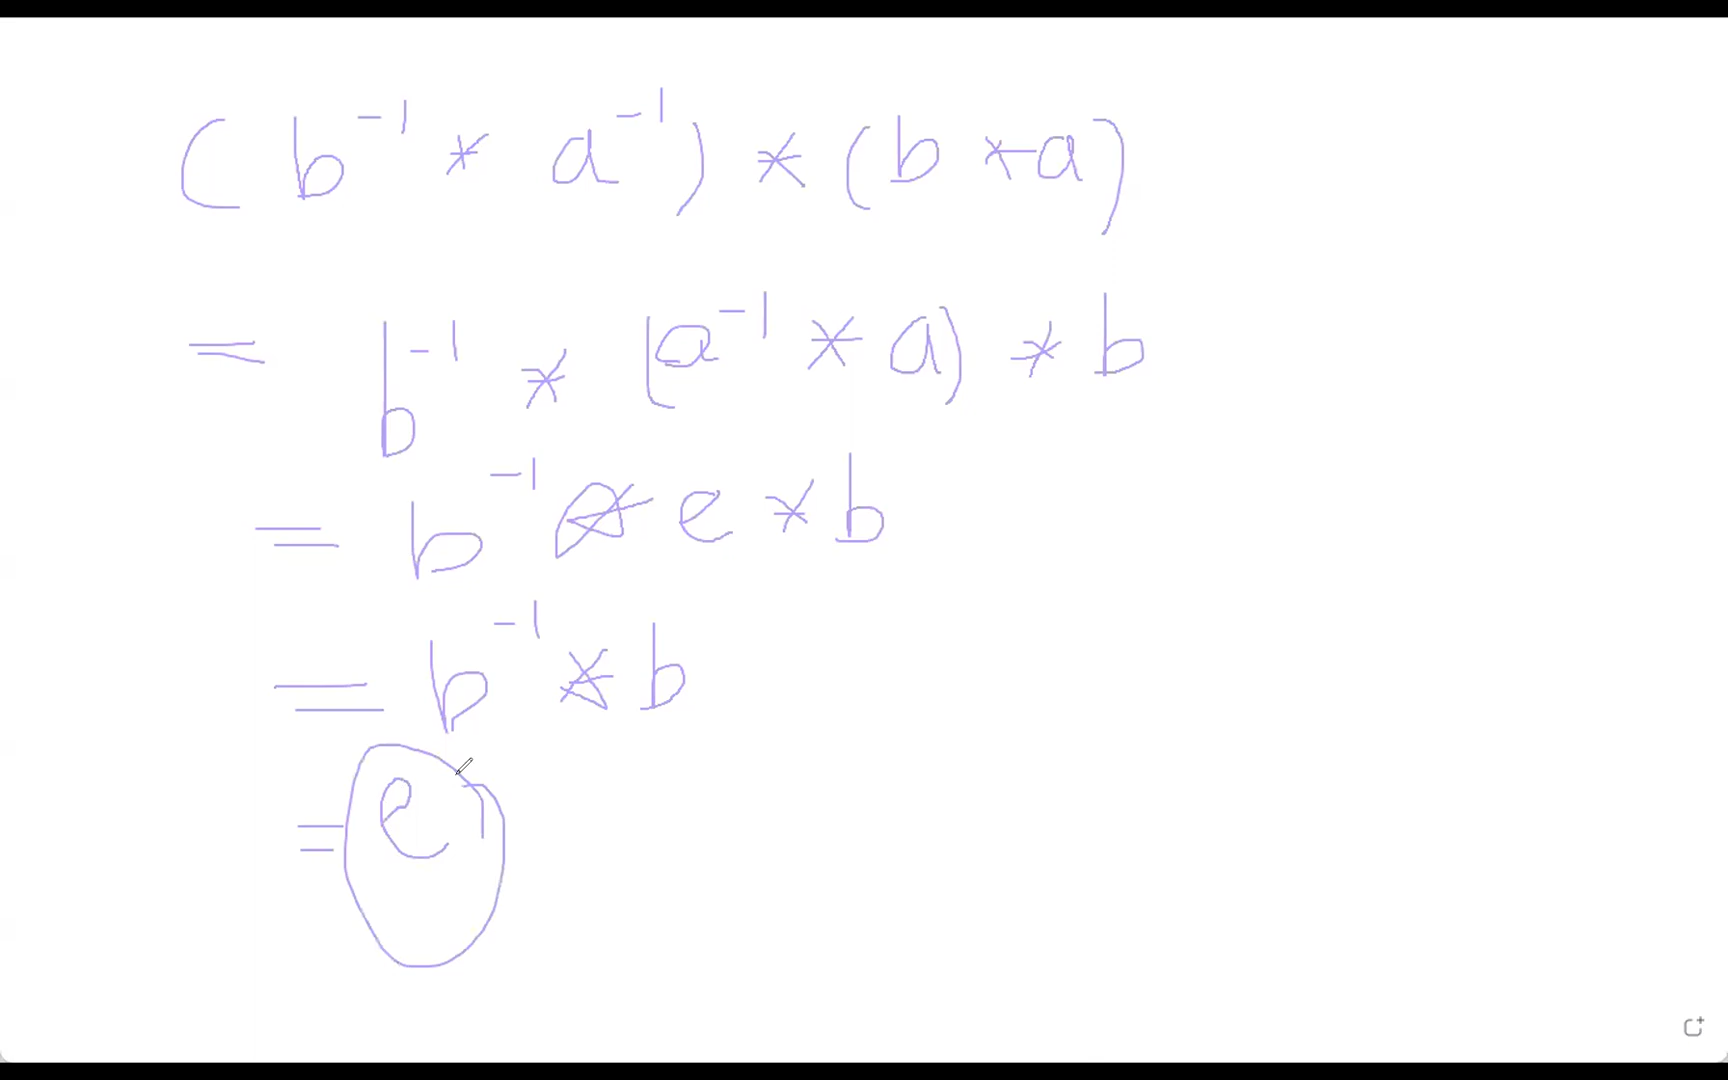 (b⁻¹ * a⁻¹) * (b * a)
= b⁻¹ * (a⁻¹ * a) * b
= b⁻¹ * e * b
= b⁻¹ * b
= e